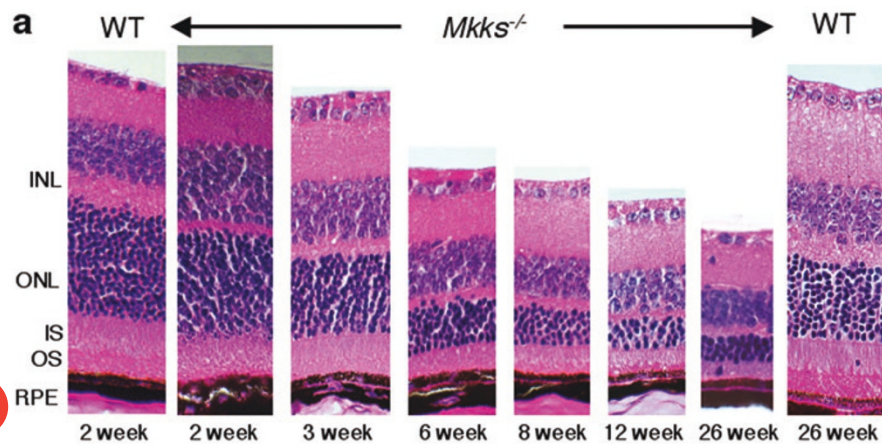 a WT Mkks-/- WT
INL
ONL
IS
OS
RPE
2 week 2 week 3 week 6 week 8 week 12 week 26 week 26 week